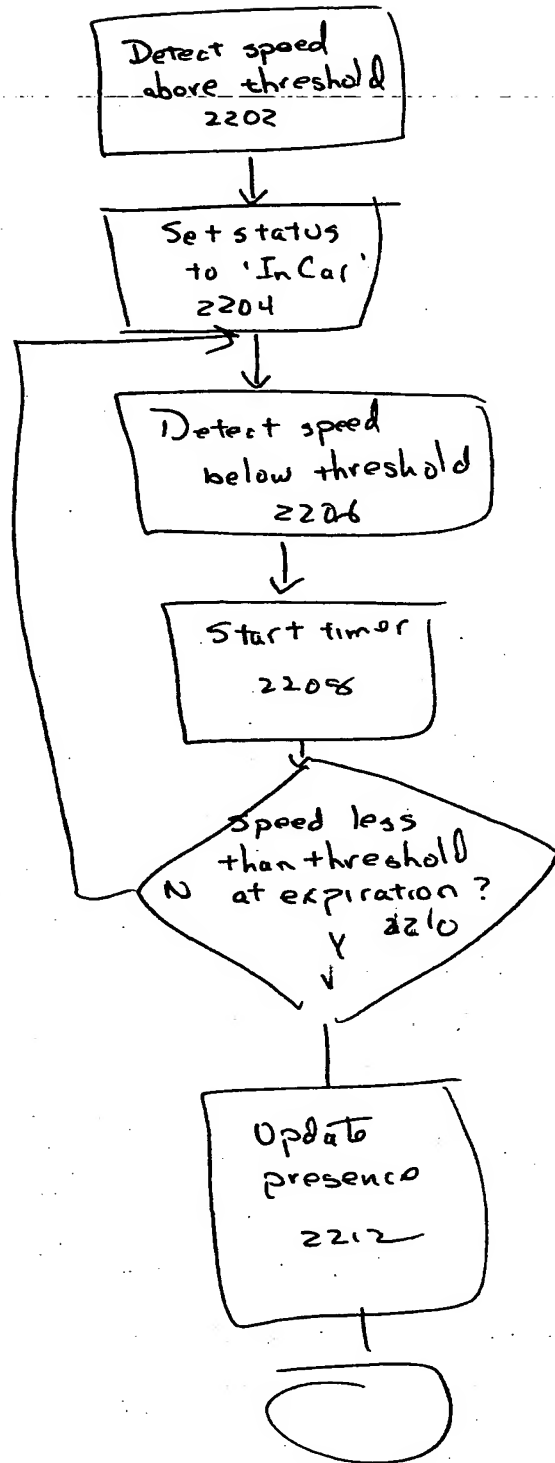 Detect speed
above threshold
2202
Set status
to 'InCar'
2204
Detect speed
below threshold
2206
Start timer
2208
Speed less
than threshold
N at expiration?
2210
Y
Update
presence
2212